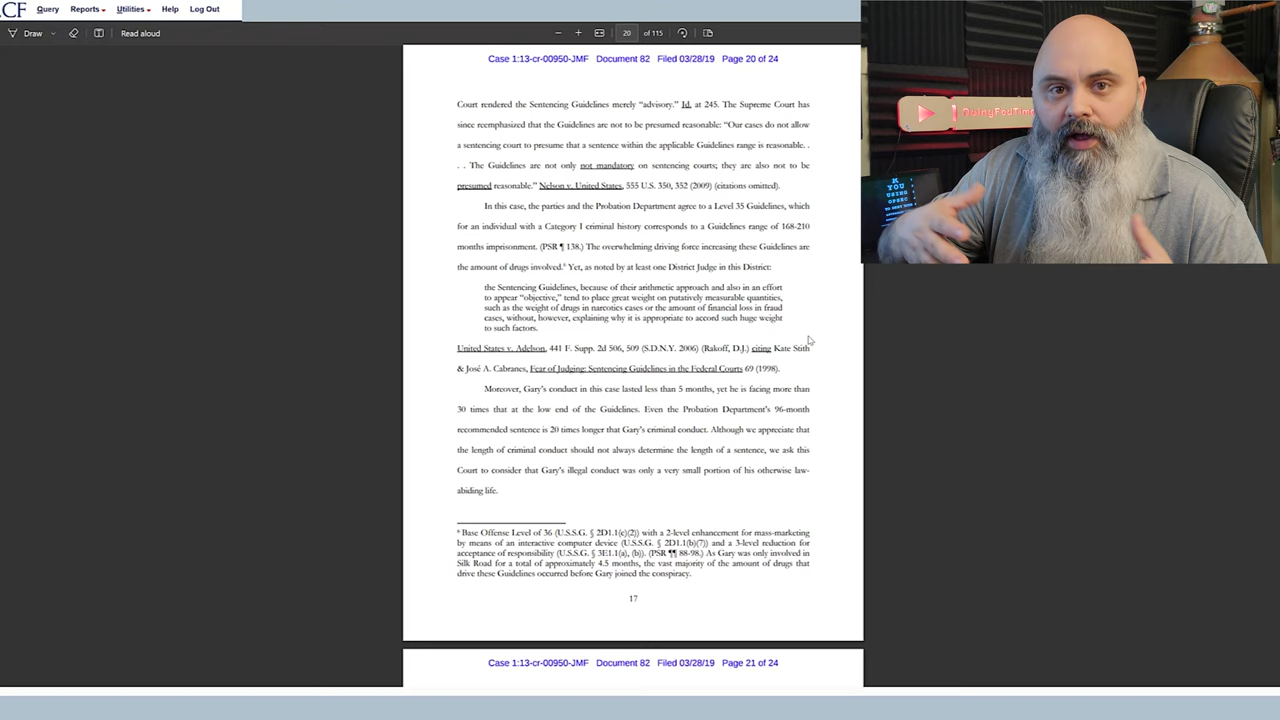 CF Query Reports Utilities Help Log Out
Draw Read aloud 20 of 115
DoingFedTime
K
YOU
USING
OPSEC
Case 1:13-cr-00950-JMF Document 82 Filed 03/28/19 Page 20 of 24
Court rendered the Sentencing Guidelines merely “advisory.” Id. at 245. The Supreme Court has
since reemphasized that the Guidelines are not to be presumed reasonable: “Our cases do not allow
a sentencing court to presume that a sentence within the applicable Guidelines range is reasonable. .
. . The Guidelines are not only not mandatory on sentencing courts; they are also not to be
presumed reasonable.” Nelson v. United States, 555 U.S. 350, 352 (2009) (citations omitted).
In this case, the parties and the Probation Department agree to a Level 35 Guidelines, which
for an individual with a Category I criminal history corresponds to a Guidelines range of 168-210
months imprisonment. (PSR ¶ 138.) The overwhelming driving force increasing these Guidelines are
the amount of drugs involved.⁸ Yet, as noted by at least one District Judge in this District:
the Sentencing Guidelines, because of their arithmetic approach and also in an effort
to appear “objective,” tend to place great weight on putatively measurable quantities,
such as the weight of drugs in narcotics cases or the amount of financial loss in fraud
cases, without, however, explaining why it is appropriate to accord such huge weight
to such factors.
United States v. Adelson, 441 F. Supp. 2d 506, 509 (S.D.N.Y. 2006) (Rakoff, D.J.) citing Kate Stith
& José A. Cabranes, Fear of Judging: Sentencing Guidelines in the Federal Courts 69 (1998).
Moreover, Gary’s conduct in this case lasted less than 5 months, yet he is facing more than
30 times that at the low end of the Guidelines. Even the Probation Department’s 96-month
recommended sentence is 20 times longer that Gary’s criminal conduct. Although we appreciate that
the length of criminal conduct should not always determine the length of a sentence, we ask this
Court to consider that Gary’s illegal conduct was only a very small portion of his otherwise law-
abiding life.
⁸ Base Offense Level of 36 (U.S.S.G. § 2D1.1(c)(2)) with a 2-level enhancement for mass-marketing
by means of an interactive computer device (U.S.S.G. § 2D1.1(b)(7)) and a 3-level reduction for
acceptance of responsibility (U.S.S.G. § 3E1.1(a), (b)). (PSR ¶¶ 88-98.) As Gary was only involved in
Silk Road for a total of approximately 4.5 months, the vast majority of the amount of drugs that
drive these Guidelines occurred before Gary joined the conspiracy.
17
Case 1:13-cr-00950-JMF Document 82 Filed 03/28/19 Page 21 of 24